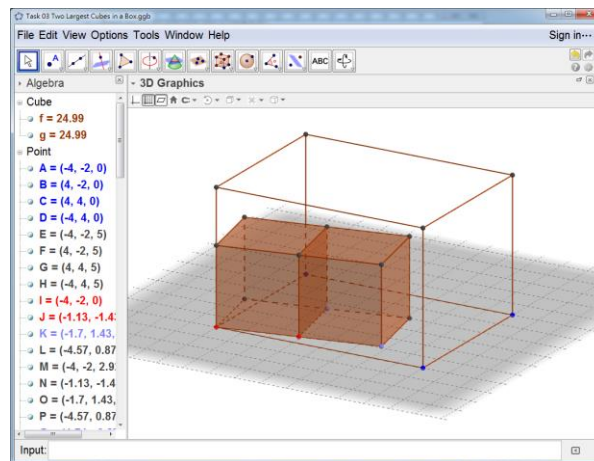 Task 03 Two Largest Cubes in a Box.ggb
File Edit View Options Tools Window Help
Sign in...
ABC
Algebra
3D Graphics
Cube
f = 24.99
g = 24.99
Point
A = (-4, -2, 0)
B = (4, -2, 0)
C = (4, 4, 0)
D = (-4, 4, 0)
E = (-4, -2, 5)
F = (4, -2, 5)
G = (4, 4, 5)
H = (-4, 4, 5)
I = (-4, -2, 0)
J = (-1.13, -1.4
K = (-1.7, 1.43,
L = (-4.57, 0.87
M = (-4, -2, 2.9
N = (-1.13, -1.4
O = (-1.7, 1.43,
P = (-4.57, 0.87
Input: